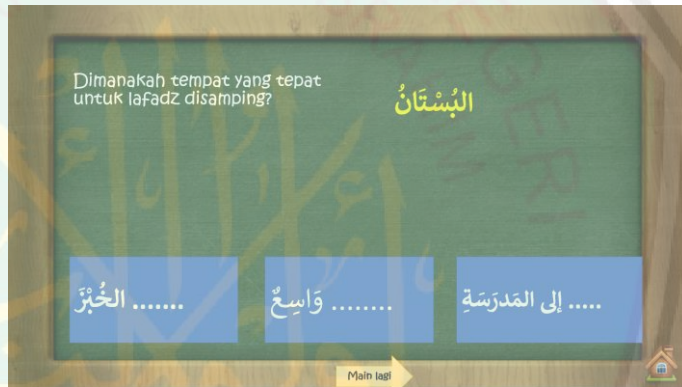 Dimanakah tempat yang tepat
untuk lafadz disamping?
البُسْتَانُ
....... الخُبْزَ
........ وَاسِعٌ
..... إلى المَدرَسَةِ
Main lagi